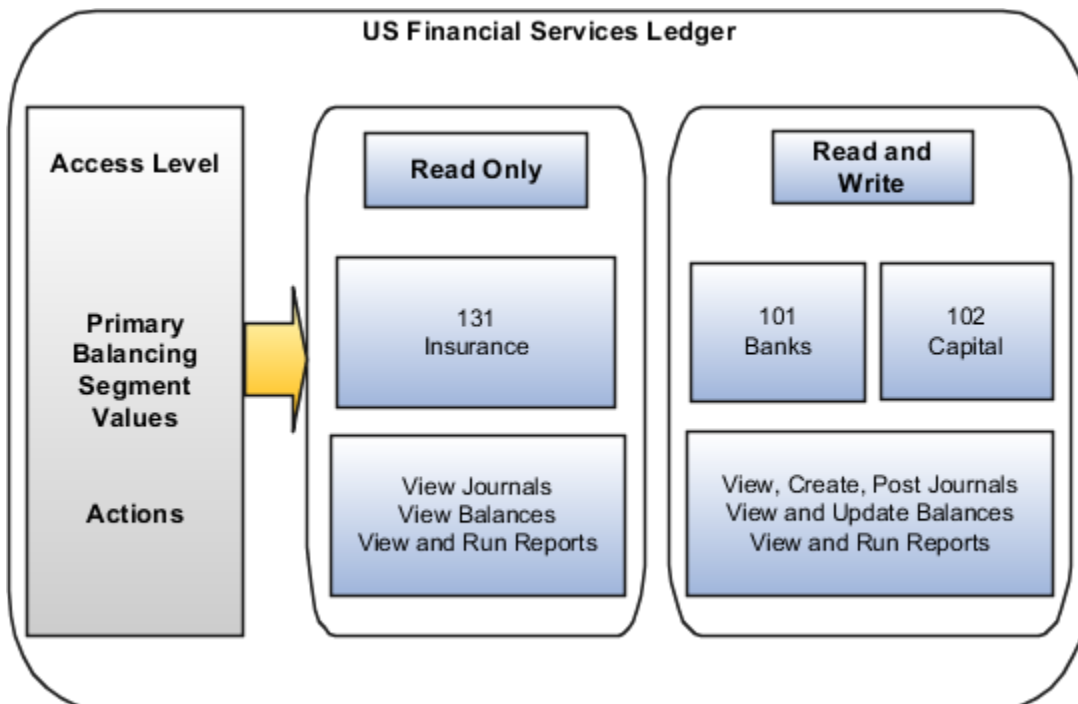 US Financial Services Ledger
Access Level
Primary
Balancing
Segment
Values
Actions
Read Only
131
Insurance
View Journals
View Balances
View and Run Reports
Read and
Write
101
Banks
102
Capital
View, Create, Post Journals
View and Update Balances
View and Run Reports